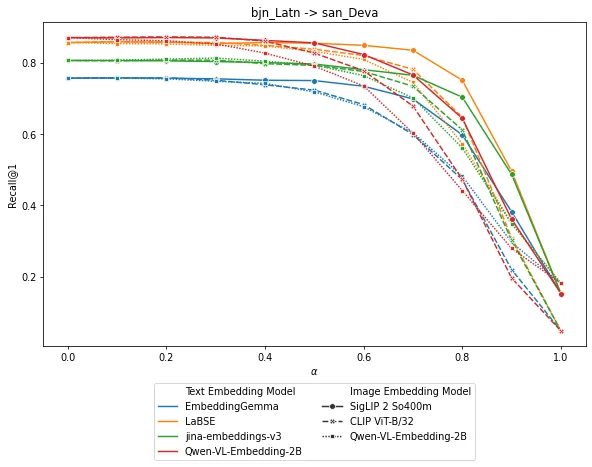 bjn_Latn -> san_Deva
Recall@1
0.8
0.6
0.4
0.2
0.0 0.2 0.4 0.6 0.8 1.0
α
Text Embedding Model
EmbeddingGemma
LaBSE
jina-embeddings-v3
Qwen-VL-Embedding-2B
Image Embedding Model
SigLIP 2 So400m
CLIP ViT-B/32
Qwen-VL-Embedding-2B